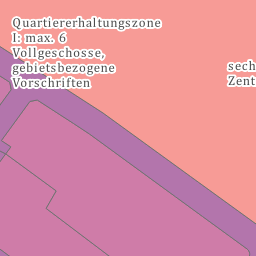 Quartiererhaltungszone
I: max. 6
Vollgeschosse,
gebietsbezogene
Vorschriften
sech
Zent